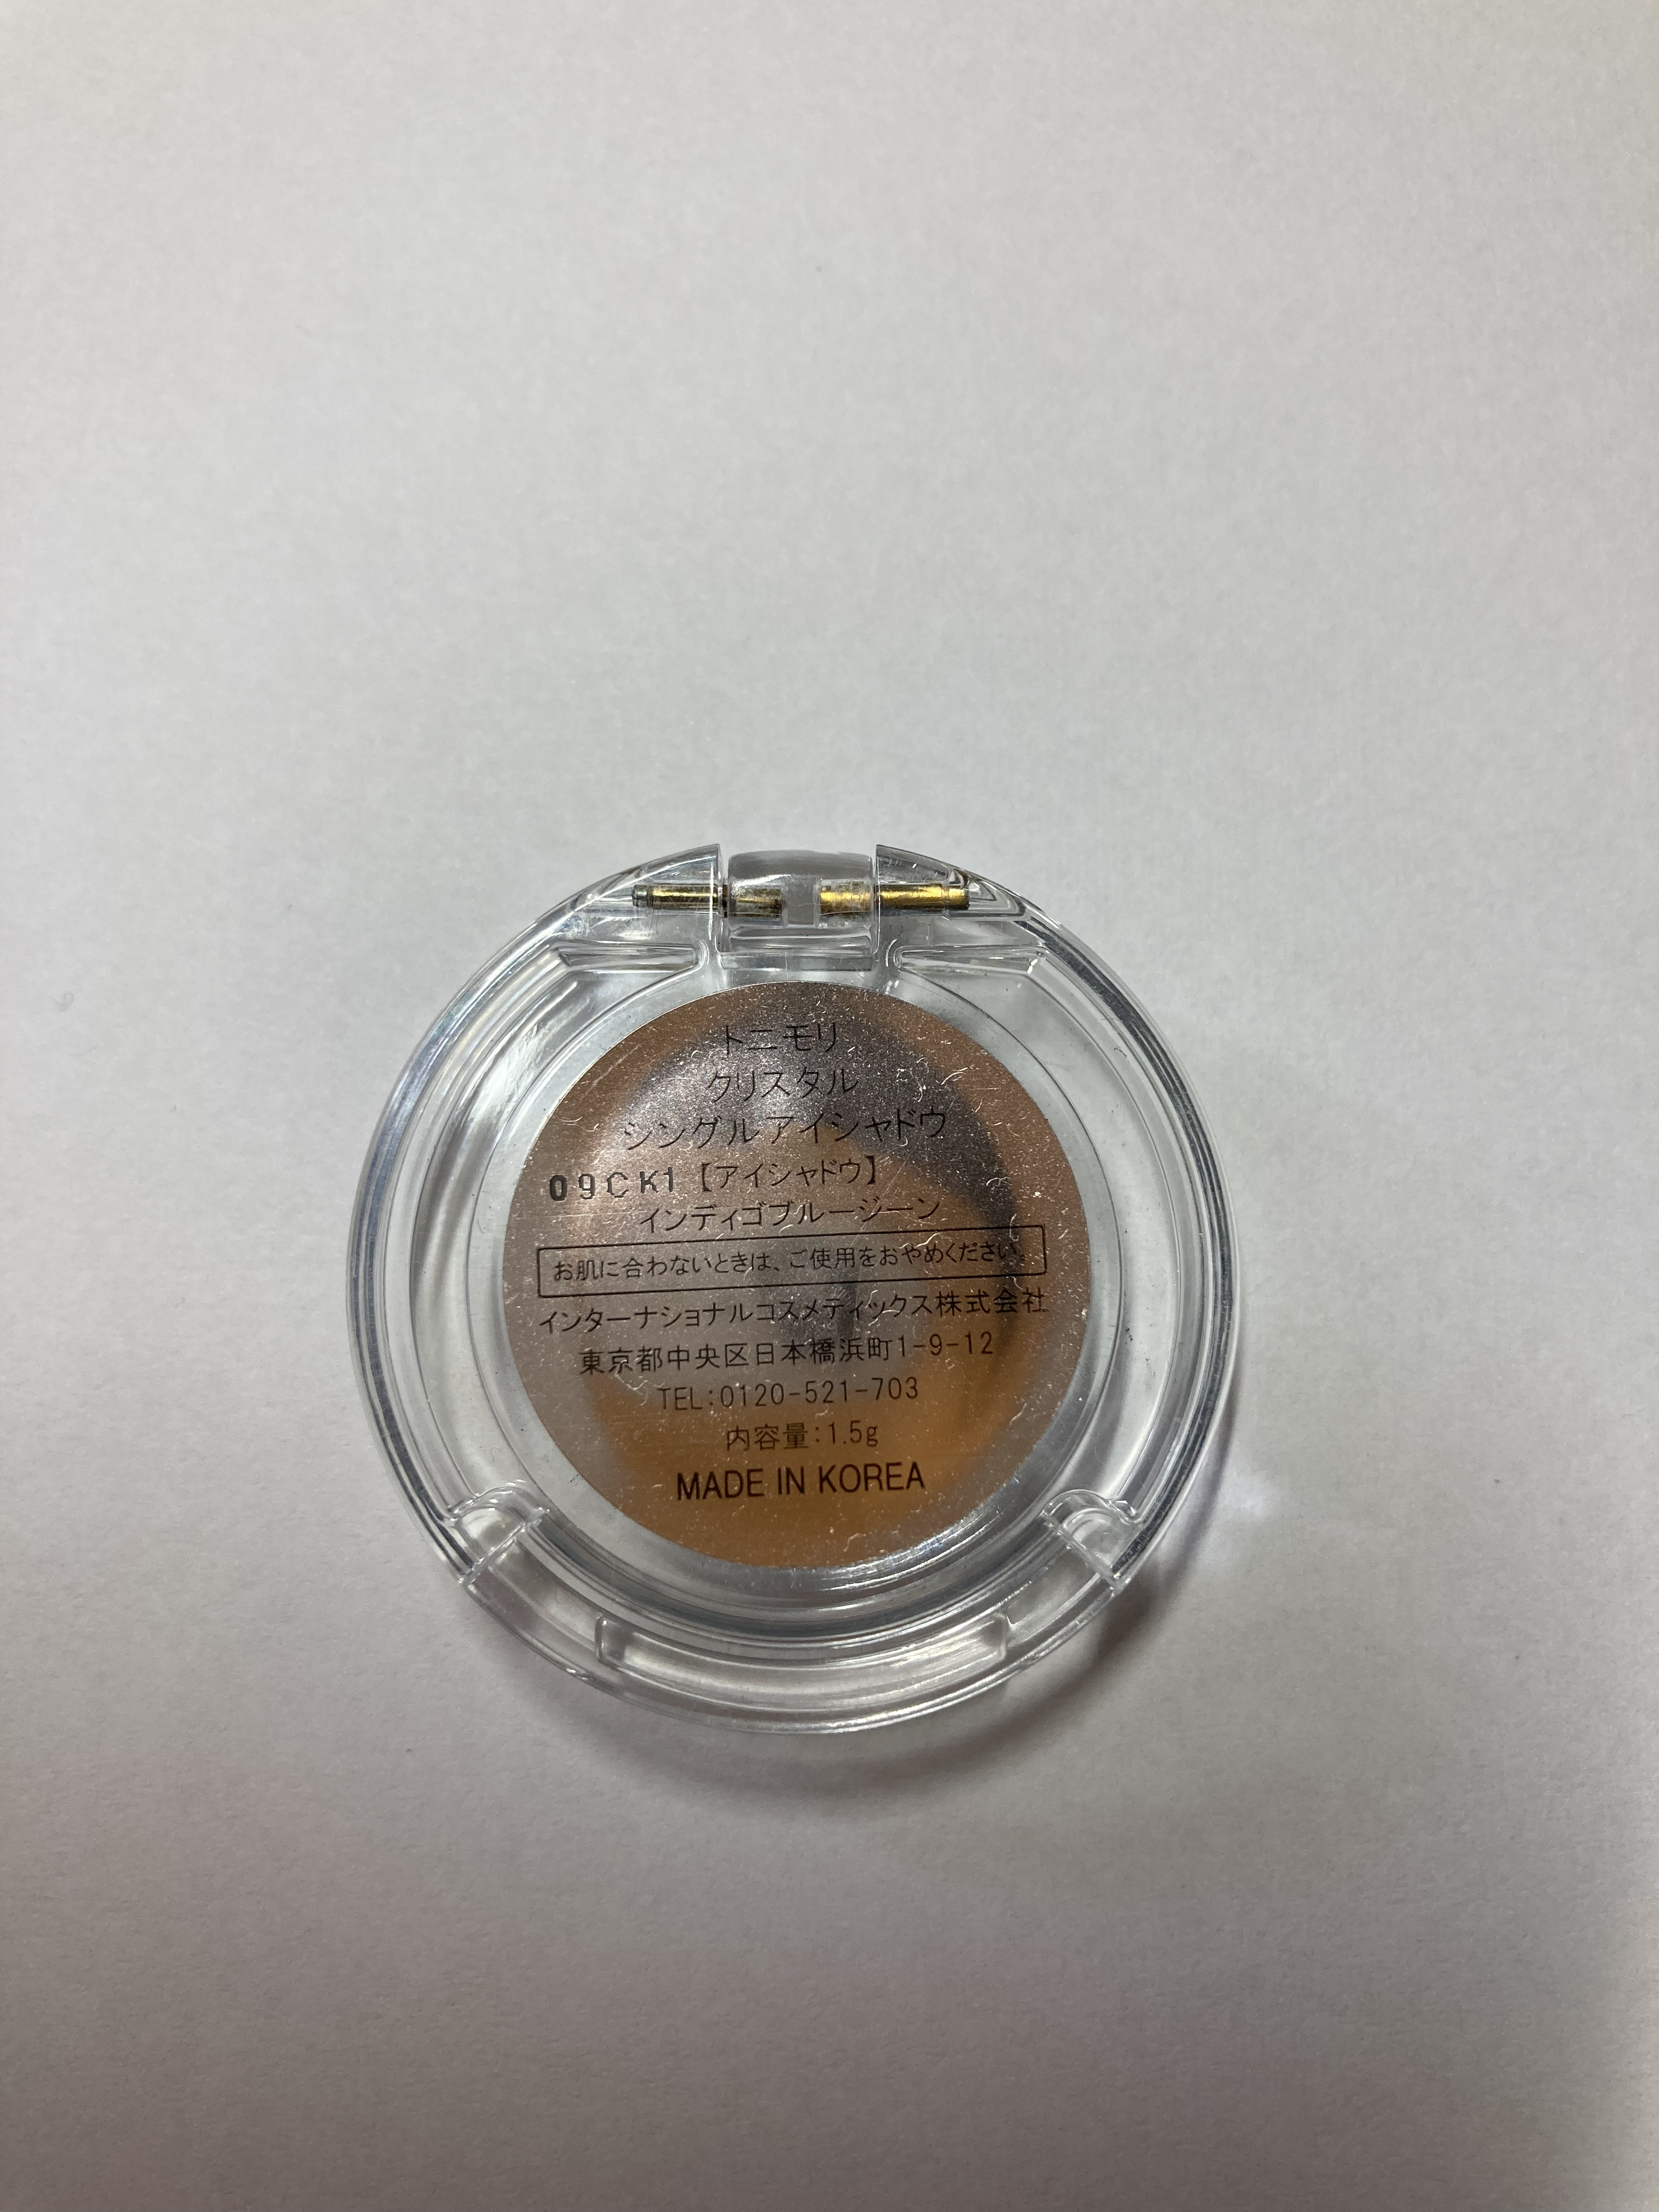 トニモリ
クリスタル
シングルアイシャドウ
09CK1【アイシャドウ】
インディゴブルージーン
お肌に合わないときは、ご使用をおやめください。
インターナショナルコスメティックス株式会社
東京都中央区日本橋浜町1-9-12
TEL:0120-521-703
内容量:1.5g
MADE IN KOREA